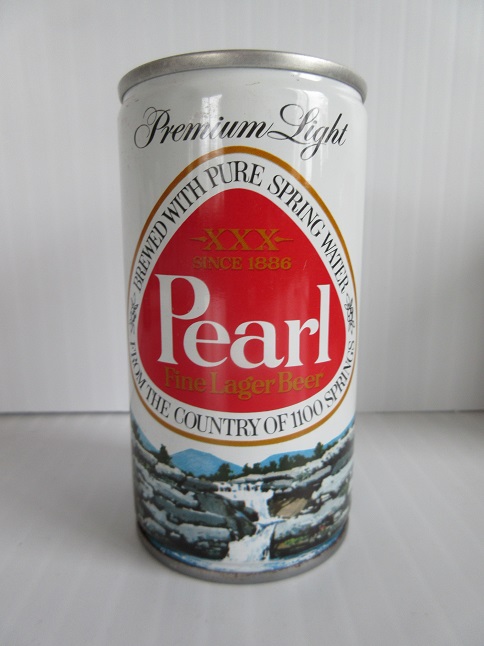 Premium Light
BREWED WITH PURE SPRING WATER
XXX
SINCE 1886
Pearl
Fine Lager Beer
FROM THE COUNTRY OF 1100 SPRINGS